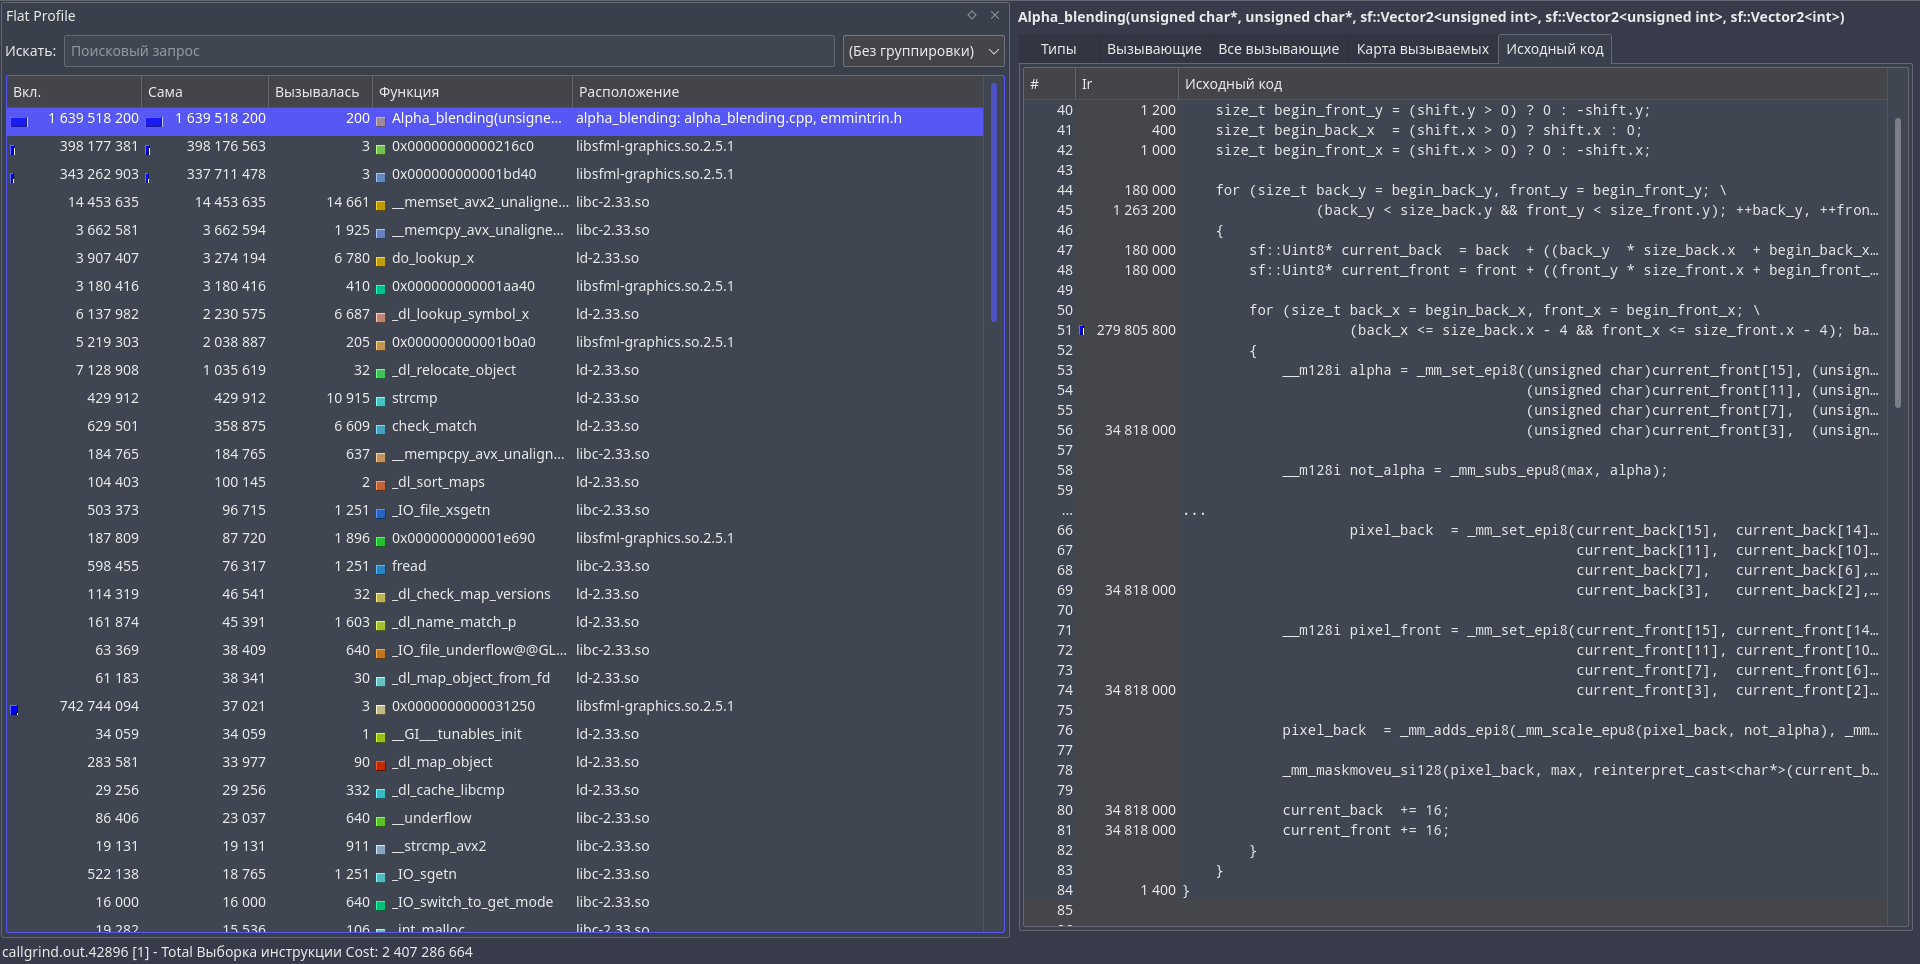 Flat Profile
Искать: Поисковый запрос (Без группировки)
Вкл. Сама Вызывалась Функция Расположение
1 639 518 200 1 639 518 200 200 Alpha_blending(unsigne... alpha_blending: alpha_blending.cpp, emmintrin.h
398 177 381 398 176 563 3 0x00000000000216c0 libsfml-graphics.so.2.5.1
343 262 903 337 711 478 3 0x000000000001bd40 libsfml-graphics.so.2.5.1
14 453 635 14 453 635 14 661 __memset_avx2_unaligne... libc-2.33.so
3 662 581 3 662 594 1 925 __memcpy_avx_unaligne... libc-2.33.so
3 907 407 3 274 194 6 780 do_lookup_x ld-2.33.so
3 180 416 3 180 416 410 0x000000000001aa40 libsfml-graphics.so.2.5.1
6 137 982 2 230 575 6 687 _dl_lookup_symbol_x ld-2.33.so
5 219 303 2 038 887 205 0x000000000001b0a0 libsfml-graphics.so.2.5.1
7 128 908 1 035 619 32 _dl_relocate_object ld-2.33.so
429 912 429 912 10 915 strcmp ld-2.33.so
629 501 358 875 6 609 check_match ld-2.33.so
184 765 184 765 637 __mempcpy_avx_unalign... libc-2.33.so
104 403 100 145 2 _dl_sort_maps ld-2.33.so
503 373 96 715 1 251 _IO_file_xsgetn libc-2.33.so
187 809 87 720 1 896 0x000000000001e690 libsfml-graphics.so.2.5.1
598 455 76 317 1 251 fread libc-2.33.so
114 319 46 541 32 _dl_check_map_versions ld-2.33.so
161 874 45 391 1 603 _dl_name_match_p ld-2.33.so
63 369 38 409 640 _IO_file_underflow@@GL... libc-2.33.so
61 183 38 341 30 _dl_map_object_from_fd ld-2.33.so
742 744 094 37 021 3 0x0000000000031250 libsfml-graphics.so.2.5.1
34 059 34 059 1 __GI___tunables_init ld-2.33.so
283 581 33 977 90 _dl_map_object ld-2.33.so
29 256 29 256 332 _dl_cache_libcmp ld-2.33.so
86 406 23 037 640 __underflow libc-2.33.so
19 131 19 131 911 __strcmp_avx2 libc-2.33.so
522 138 18 765 1 251 _IO_sgetn libc-2.33.so
16 000 16 000 640 _IO_switch_to_get_mode libc-2.33.so
19 282 15 536 106 _int_malloc libc-2.33.so
callgrind.out.42896 [1] - Total Выборка инструкции Cost: 2 407 286 664
Alpha_blending(unsigned char*, unsigned char*, sf::Vector2<unsigned int>, sf::Vector2<unsigned int>, sf::Vector2<int>)
Типы Вызывающие Все вызывающие Карта вызываемых Исходный код
# Ir Исходный код
40 1 200 size_t begin_front_y = (shift.y > 0) ? 0 : -shift.y;
41 400 size_t begin_back_x  = (shift.x > 0) ? shift.x : 0;
42 1 000 size_t begin_front_x = (shift.x > 0) ? 0 : -shift.x;
43
44 180 000 for (size_t back_y = begin_back_y, front_y = begin_front_y; \
45 1 263 200 (back_y < size_back.y && front_y < size_front.y); ++back_y, ++fron...
46 {
47 180 000 sf::Uint8* current_back  = back  + ((back_y  * size_back.x  + begin_back_x...
48 180 000 sf::Uint8* current_front = front + ((front_y * size_front.x + begin_front_...
49
50 for (size_t back_x = begin_back_x, front_x = begin_front_x; \
51 279 805 800 (back_x <= size_back.x - 4 && front_x <= size_front.x - 4); ba...
52 {
53 __m128i alpha = _mm_set_epi8((unsigned char)current_front[15], (unsign...
54 (unsigned char)current_front[11], (unsign...
55 (unsigned char)current_front[7],  (unsign...
56 34 818 000 (unsigned char)current_front[3],  (unsign...
57
58 __m128i not_alpha = _mm_subs_epu8(max, alpha);
59
... ...
66 pixel_back  = _mm_set_epi8(current_back[15],  current_back[14]...
67 current_back[11],  current_back[10]...
68 current_back[7],   current_back[6],...
69 34 818 000 current_back[3],   current_back[2],...
70
71 __m128i pixel_front = _mm_set_epi8(current_front[15], current_front[14...
72 current_front[11], current_front[10...
73 current_front[7],  current_front[6]...
74 34 818 000 current_front[3],  current_front[2]...
75
76 pixel_back  = _mm_adds_epi8(_mm_scale_epu8(pixel_back, not_alpha), _mm...
77
78 _mm_maskmoveu_si128(pixel_back, max, reinterpret_cast<char*>(current_b...
79
80 34 818 000 current_back  += 16;
81 34 818 000 current_front += 16;
82 }
83 }
84 1 400 }
85